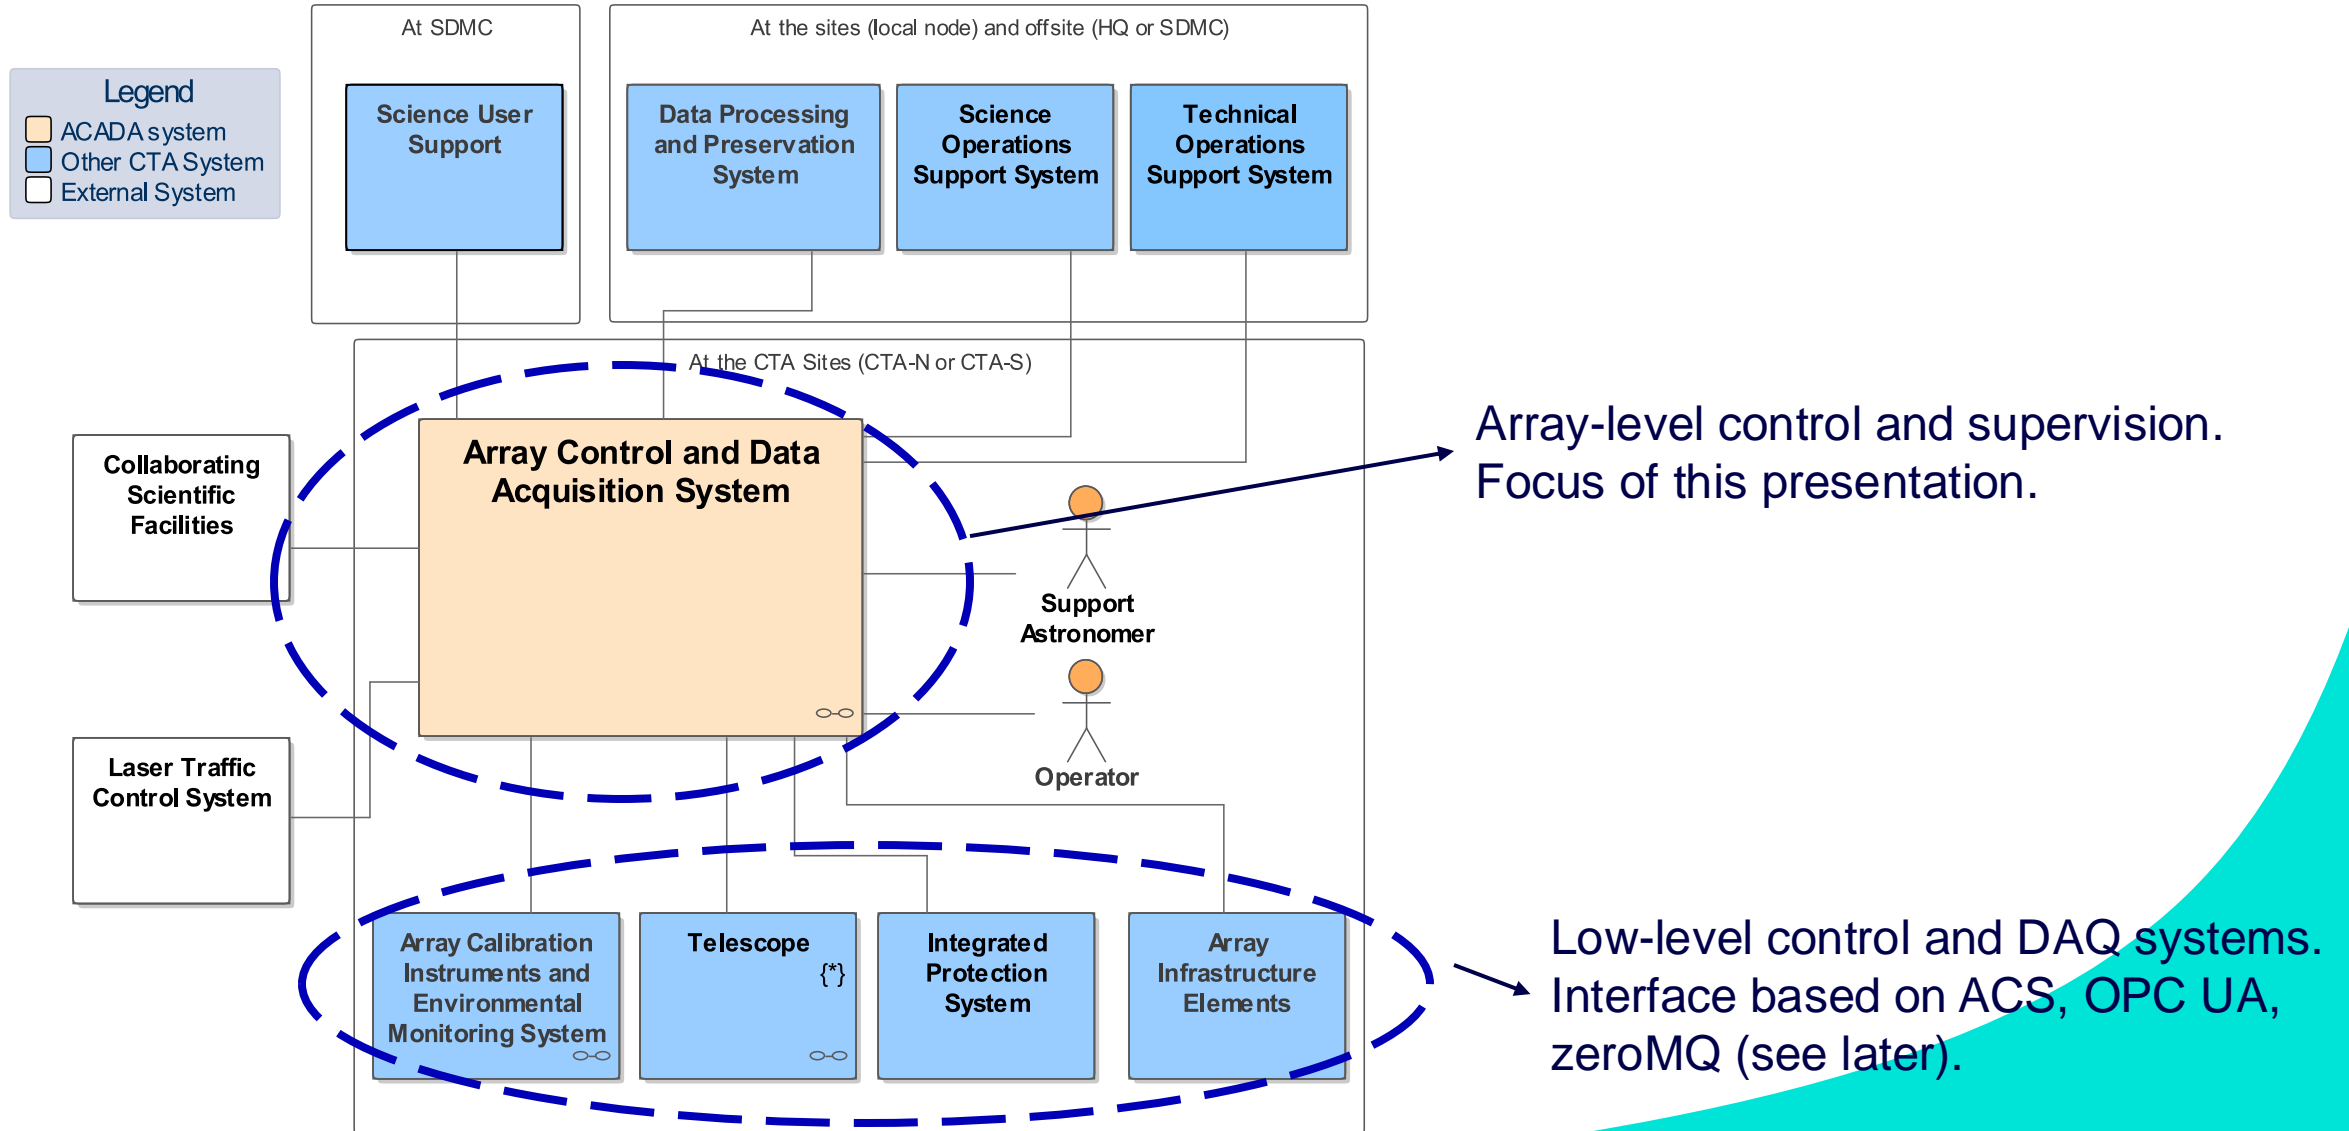 At SDMC
At the sites (local node) and offsite (HQ or SDMC)
Legend
ACADA system
Other CTA System
External System
Science User
Support
Data Processing
and Preservation
System
Science
Operations
Support System
Technical
Operations
Support System
At the CTA Sites (CTA-N or CTA-S)
Collaborating
Scientific
Facilities
Array Control and Data
Acquisition System
Array-level control and supervision.
Focus of this presentation.
Support
Astronomer
Operator
Laser Traffic
Control System
Array Calibration
Instruments and
Environmental
Monitoring System
Telescope
{*}
Integrated
Protection
System
Array
Infrastructure
Elements
Low-level control and DAQ systems.
Interface based on ACS, OPC UA,
zeroMQ (see later).